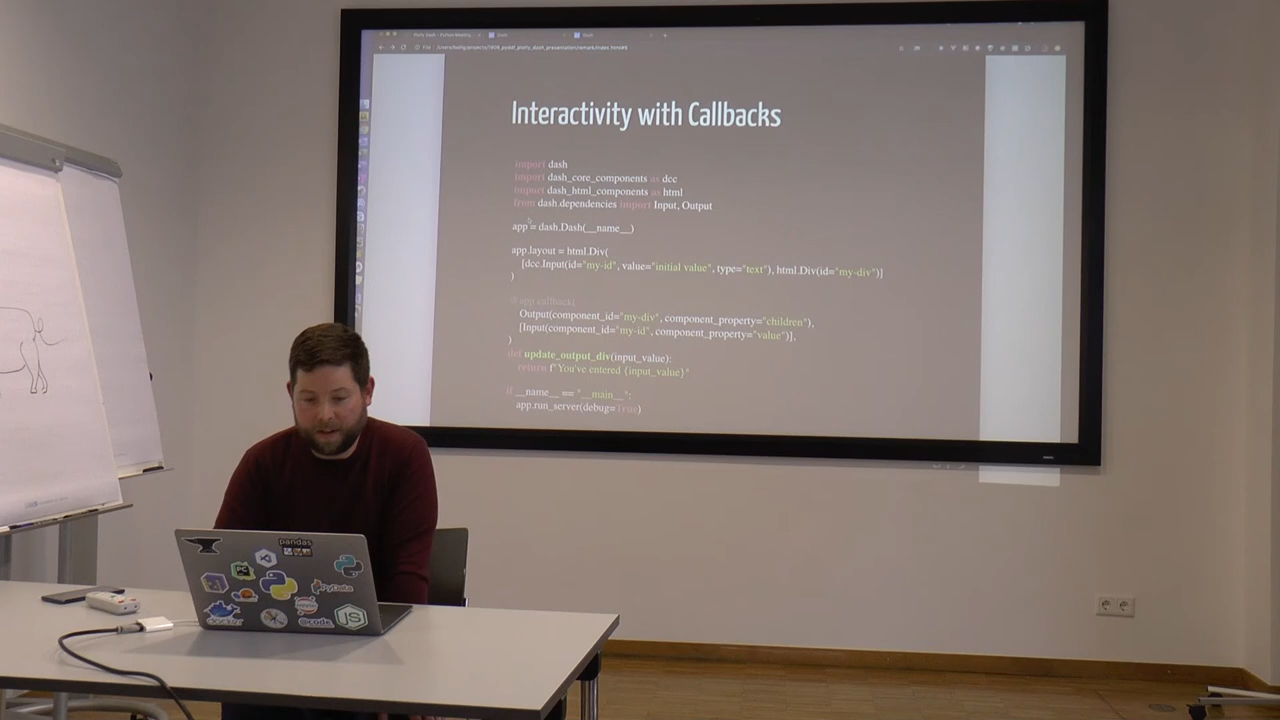 Interactivity with Callbacks
import dash
import dash_core_components as dcc
import dash_html_components as html
from dash.dependencies import Input, Output
app = dash.Dash(__name__)
app.layout = html.Div(
[dcc.Input(id="my-id", value="initial value", type="text"), html.Div(id="my-div")]
)
@app.callback(
Output(component_id="my-div", component_property="children"),
[Input(component_id="my-id", component_property="value")],
)
def update_output_div(input_value):
return f"You've entered {input_value}"
if __name__ == "__main__":
app.run_server(debug=True)
pandas
PC
PyData
docker
@code
JS